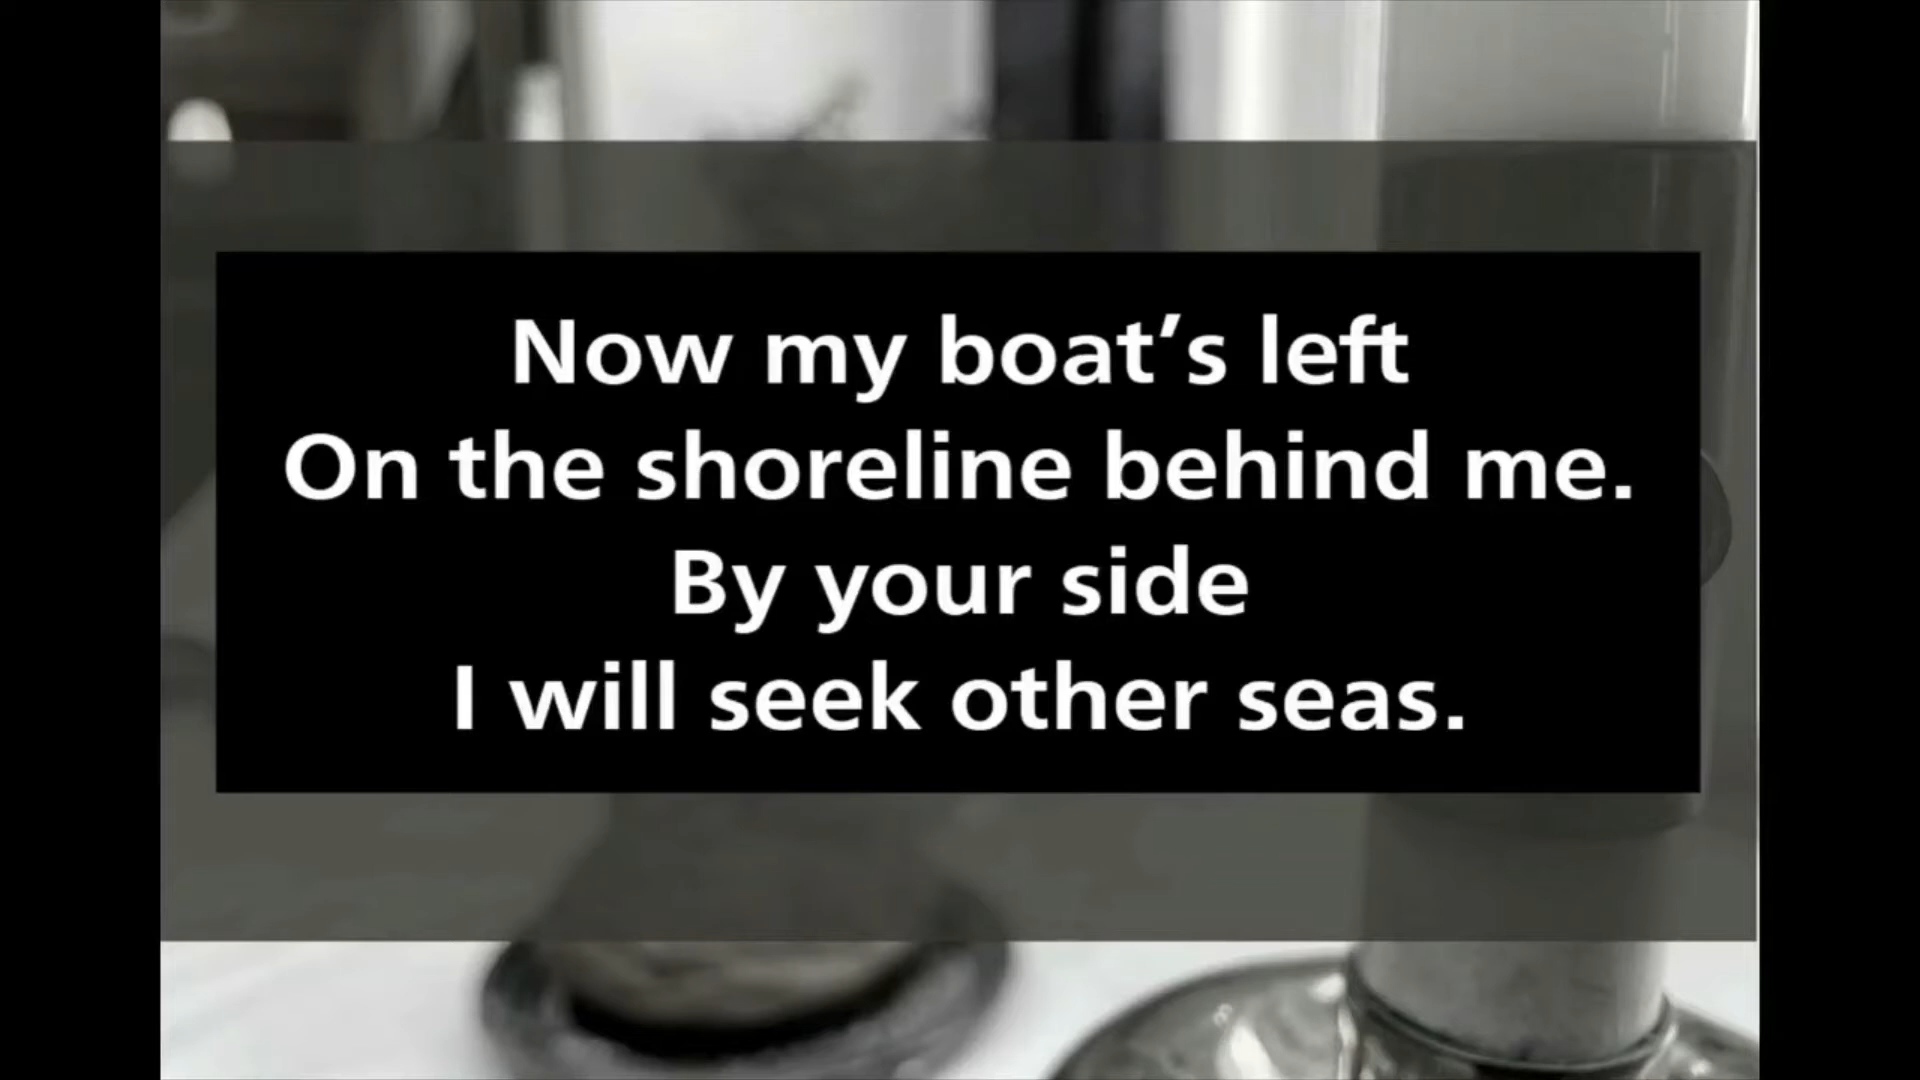 Now my boat’s left
On the shoreline behind me.
By your side
I will seek other seas.